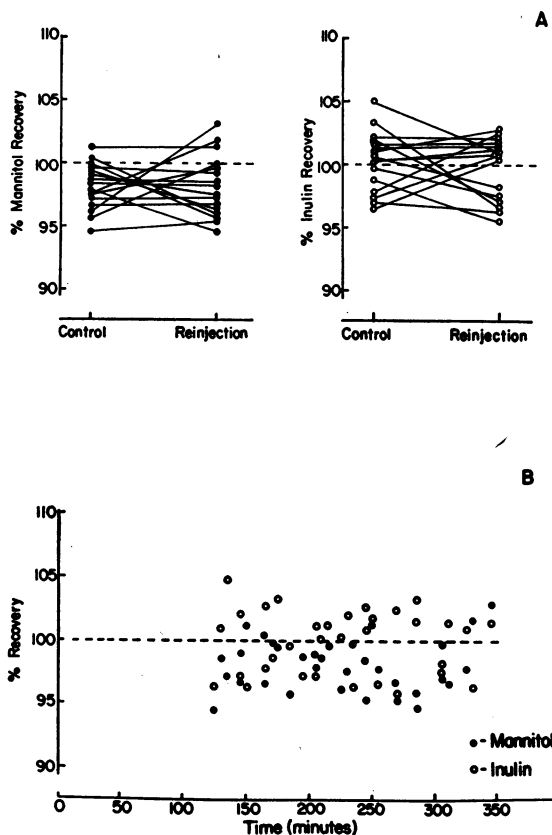 A
110
105
100
95
90
% Mannitol Recovery
Control
Reinjection
110
105
100
95
90
% Inulin Recovery
Control
Reinjection
B
110
105
100
95
90
% Recovery
- Mannitol
- Inulin
0
50
100
150
200
250
300
350
Time (minutes)